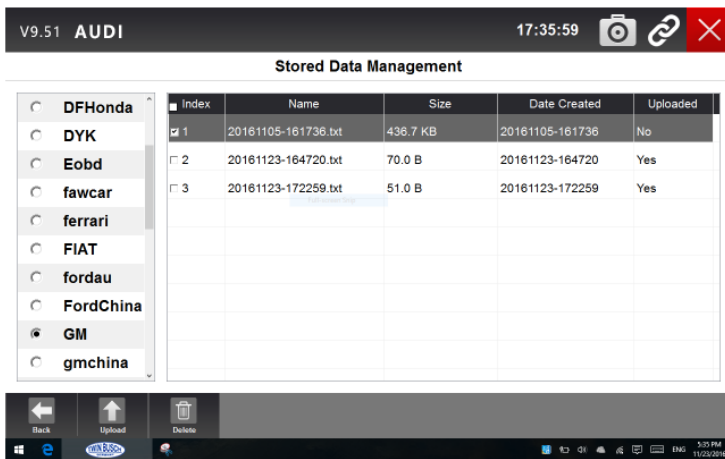 V9.51 AUDI 17:35:59
Stored Data Management
DFHonda
DYK
Eobd
fawcar
ferrari
FIAT
fordau
FordChina
GM
gmchina
Index Name Size Date Created Uploaded
1 20161105-161736.txt 436.7 KB 20161105-161736 No
2 20161123-164720.txt 70.0 B 20161123-164720 Yes
3 20161123-172259.txt 51.0 B 20161123-172259 Yes
Back Upload Delete
TWIN BUSCH
ENG 5:35 PM
11/23/2016